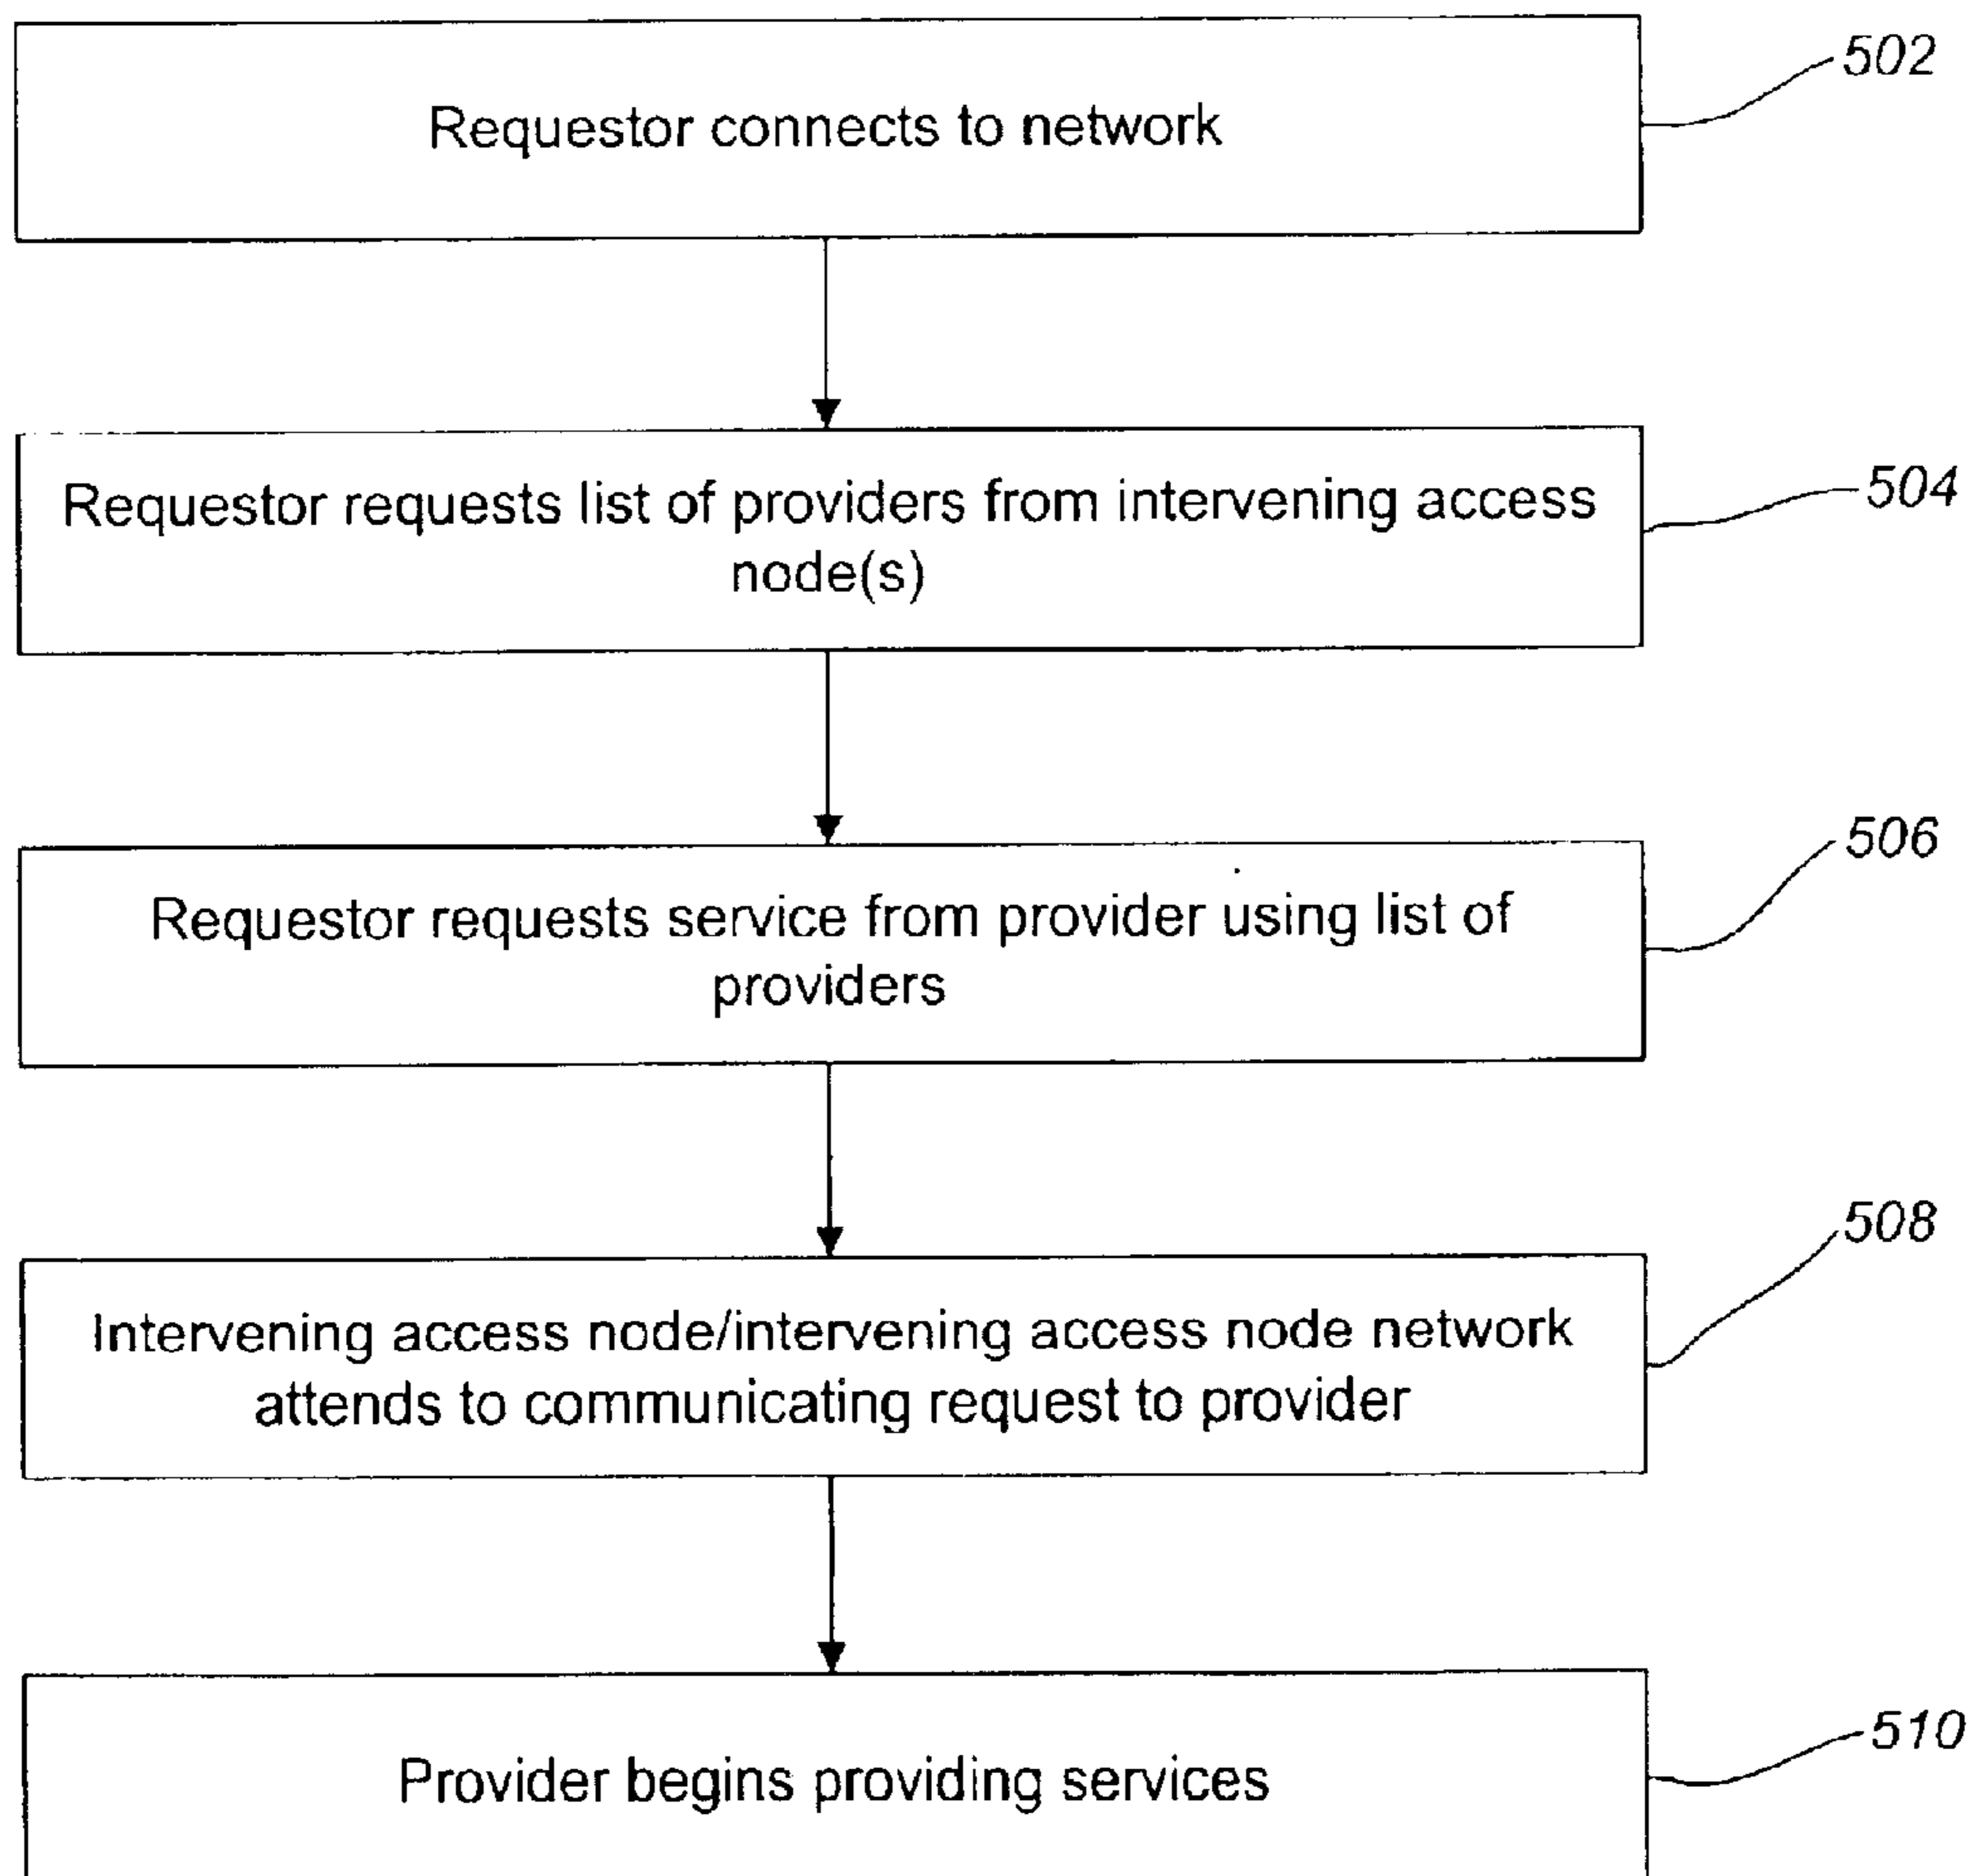 502
Requestor connects to network
504
Requestor requests list of providers from intervening access
node(s)
506
Requestor requests service from provider using list of
providers
508
Intervening access node/intervening access node network
attends to communicating request to provider
510
Provider begins providing services